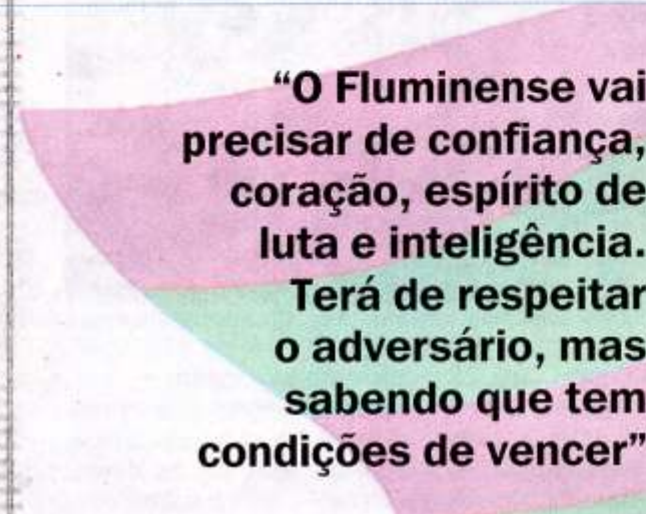 “O Fluminense vai
precisar de confiança,
coração, espírito de
luta e inteligência.
Terá de respeitar
o adversário, mas
sabendo que tem
condições de vencer”